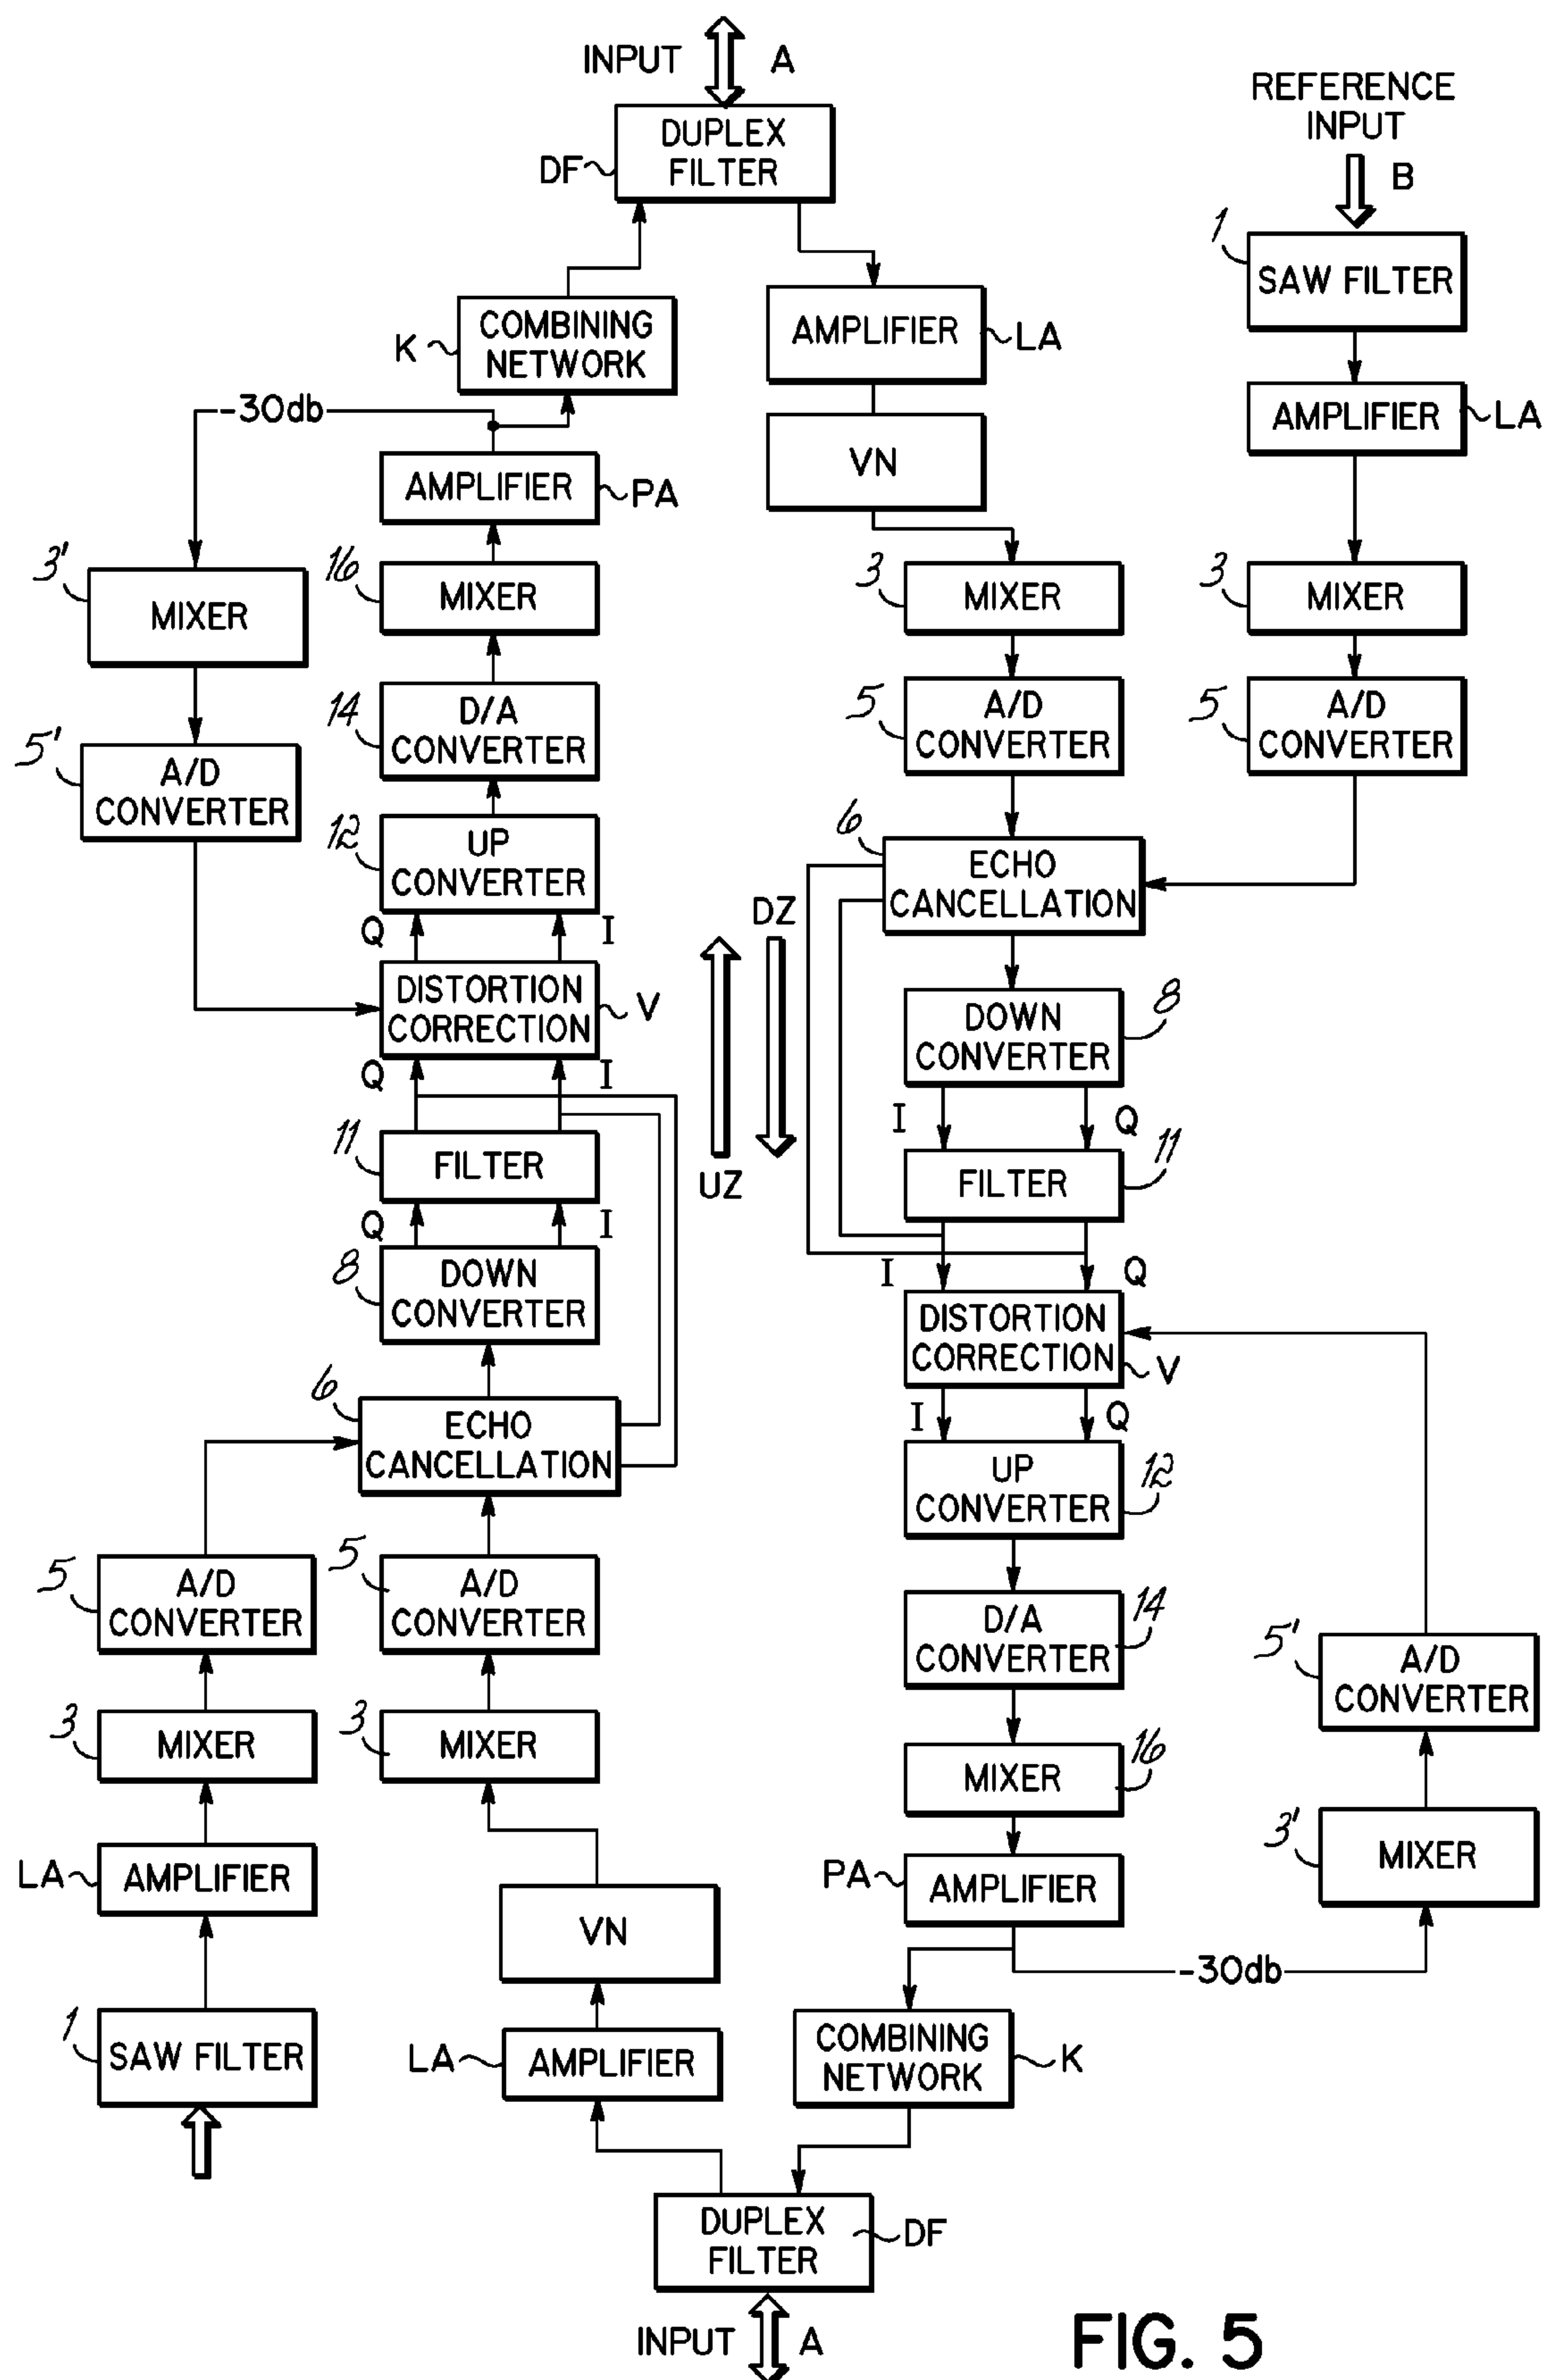 INPUT A
DUPLEX
FILTER
DF
REFERENCE
INPUT
B
1
SAW FILTER
COMBINING
NETWORK
K
AMPLIFIER
LA
AMPLIFIER
LA
-30db
AMPLIFIER
PA
VN
3'
MIXER
16
MIXER
3
MIXER
3
MIXER
5'
A/D
CONVERTER
14
D/A
CONVERTER
5
A/D
CONVERTER
5
A/D
CONVERTER
12
UP
CONVERTER
6
ECHO
CANCELLATION
Q I
DZ
DISTORTION
CORRECTION
V
8
DOWN
CONVERTER
Q I
I Q
11
FILTER
UZ
11
FILTER
Q I
8
DOWN
CONVERTER
I Q
DISTORTION
CORRECTION
V
6
ECHO
CANCELLATION
I Q
12
UP
CONVERTER
5
A/D
CONVERTER
5
A/D
CONVERTER
14
D/A
CONVERTER
5'
A/D
CONVERTER
3
MIXER
3
MIXER
16
MIXER
3'
MIXER
LA
AMPLIFIER
PA
AMPLIFIER
VN
-30db
1
SAW FILTER
LA
AMPLIFIER
COMBINING
NETWORK
K
DUPLEX
FILTER
DF
INPUT A
FIG. 5